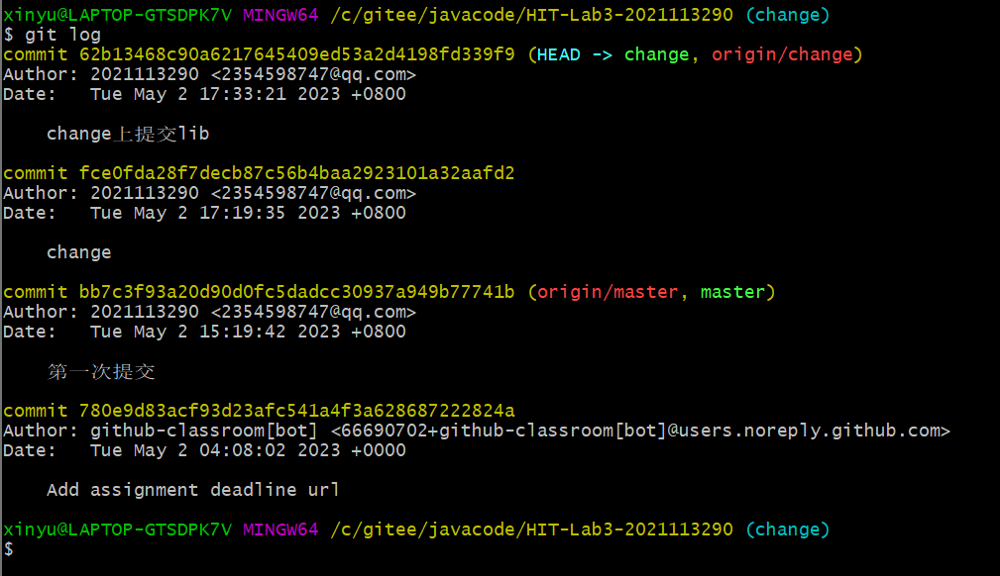 xinyu@LAPTOP-GTSDPK7V MINGW64 /c/gitee/javacode/HIT-Lab3-2021113290 (change)
$ git log
commit 62b13468c90a6217645409ed53a2d4198fd339f9 (HEAD -> change, origin/change)
Author: 2021113290 <2354598747@qq.com>
Date:   Tue May 2 17:33:21 2023 +0800
    change上提交lib
commit fce0fda28f7decb87c56b4baa2923101a32aafd2
Author: 2021113290 <2354598747@qq.com>
Date:   Tue May 2 17:19:35 2023 +0800
    change
commit bb7c3f93a20d90d0fc5dadcc30937a949b77741b (origin/master, master)
Author: 2021113290 <2354598747@qq.com>
Date:   Tue May 2 15:19:42 2023 +0800
    第一次提交
commit 780e9d83acf93d23afc541a4f3a628687222824a
Author: github-classroom[bot] <66690702+github-classroom[bot]@users.noreply.github.com>
Date:   Tue May 2 04:08:02 2023 +0000
    Add assignment deadline url
xinyu@LAPTOP-GTSDPK7V MINGW64 /c/gitee/javacode/HIT-Lab3-2021113290 (change)
$